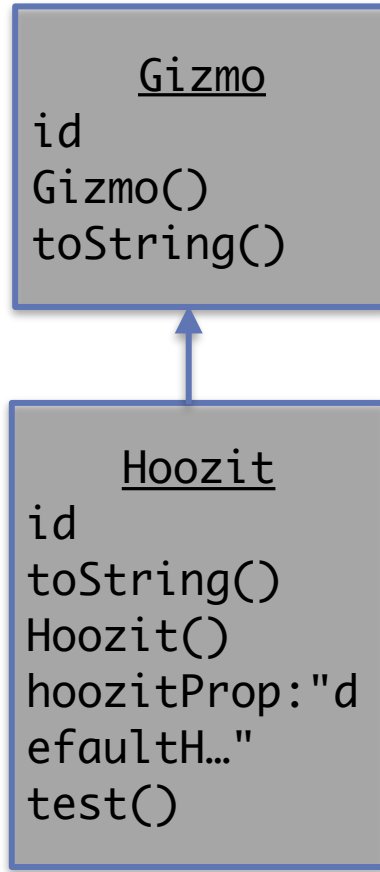 Gizmo
id
Gizmo()
toString()
Hoozit
id
toString()
Hoozit()
hoozitProp:"d
efaultH…"
test()